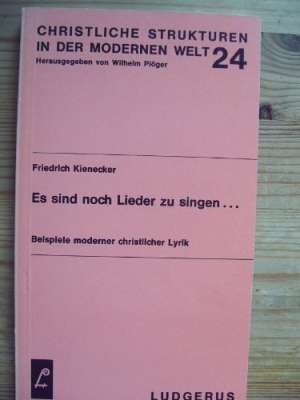 CHRISTLICHE STRUKTUREN
IN DER MODERNEN WELT 24
Herausgegeben von Wilhelm Plöger
Friedrich Kienecker
Es sind noch Lieder zu singen...
Beispiele moderner christlicher Lyrik
LUDGERUS